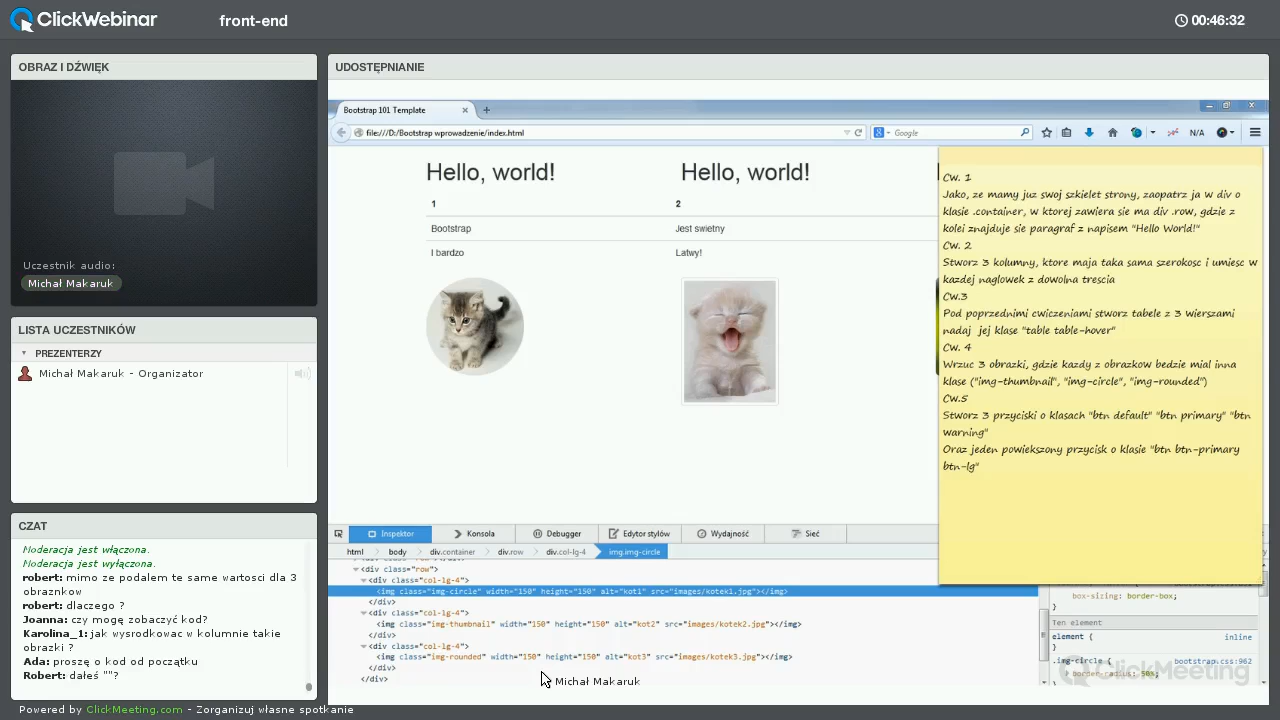 ClickWebinar
front-end
00:46:32
OBRAZ I DŹWIĘK
Uczestnik audio:
Michał Makaruk
LISTA UCZESTNIKÓW
PREZENTERZY
Michał Makaruk - Organizator
CZAT
Moderacja jest włączona.
Moderacja jest wyłączona.
robert: mimo ze podalem te same wartosci dla 3
obraznkow
robert: dlaczego ?
Joanna: czy mogę zobaczyć kod?
Karolina_1: jak wysrodkowac w kolumnie takie
obrazki ?
Ada: proszę o kod od początku
Robert: dałeś ""?
Powered by ClickMeeting.com - Zorganizuj własne spotkanie
UDOSTĘPNIANIE
Bootstrap 101 Template
file:///D:/Bootstrap wprowadzenie/index.html
Google
N/A
Hello, world!
Hello, world!
1
2
Bootstrap
Jest swietny
I bardzo
Latwy!
Cw. 1
Jako, ze mamy juz swoj szkielet strony, zaopatrz ja w div o
klasie .container, w ktorej zawiera sie ma div .row, gdzie z
kolei znajduje sie paragraf z napisem "Hello World!"
Cw. 2
Stworz 3 kolumny, ktore maja taka sama szerokosc i umiesc w
kazdej naglowek z dowolna trescia
Cw.3
Pod poprzednimi cwiczeniami stworz tabele z 3 wierszami
nadaj jej klase "table table-hover"
Cw. 4
Wrzuc 3 obrazki, gdzie kazdy z obrazkow bedzie mial inna
klase ("img-thumbnail", "img-circle", "img-rounded")
Cw.5
Stworz 3 przyciski o klasach "btn default" "btn primary" "btn
warning"
Oraz jeden powiekszony przycisk o klasie "btn btn-primary
btn-lg"
Inspektor
Konsola
Debugger
Edytor stylów
Wydajność
Sieć
html
body
div.container
div.row
div.col-lg-4
img.img-circle
<div class="row">
<div class="col-lg-4">
<img class="img-circle" width="150" height="150" alt="kot1" src="images/kotek1.jpg"></img>
</div>
<div class="col-lg-4">
<img class="img-thumbnail" width="150" height="150" alt="kot2" src="images/kotek2.jpg"></img>
</div>
<div class="col-lg-4">
<img class="img-rounded" width="150" height="150" alt="kot3" src="images/kotek3.jpg"></img>
</div>
</div>
Michał Makaruk
box-sizing: border-box;
}
Ten element
element {
inline
}
.img-circle {
bootstrap.css:962
border-radius: 50%;
}
ClickMeeting